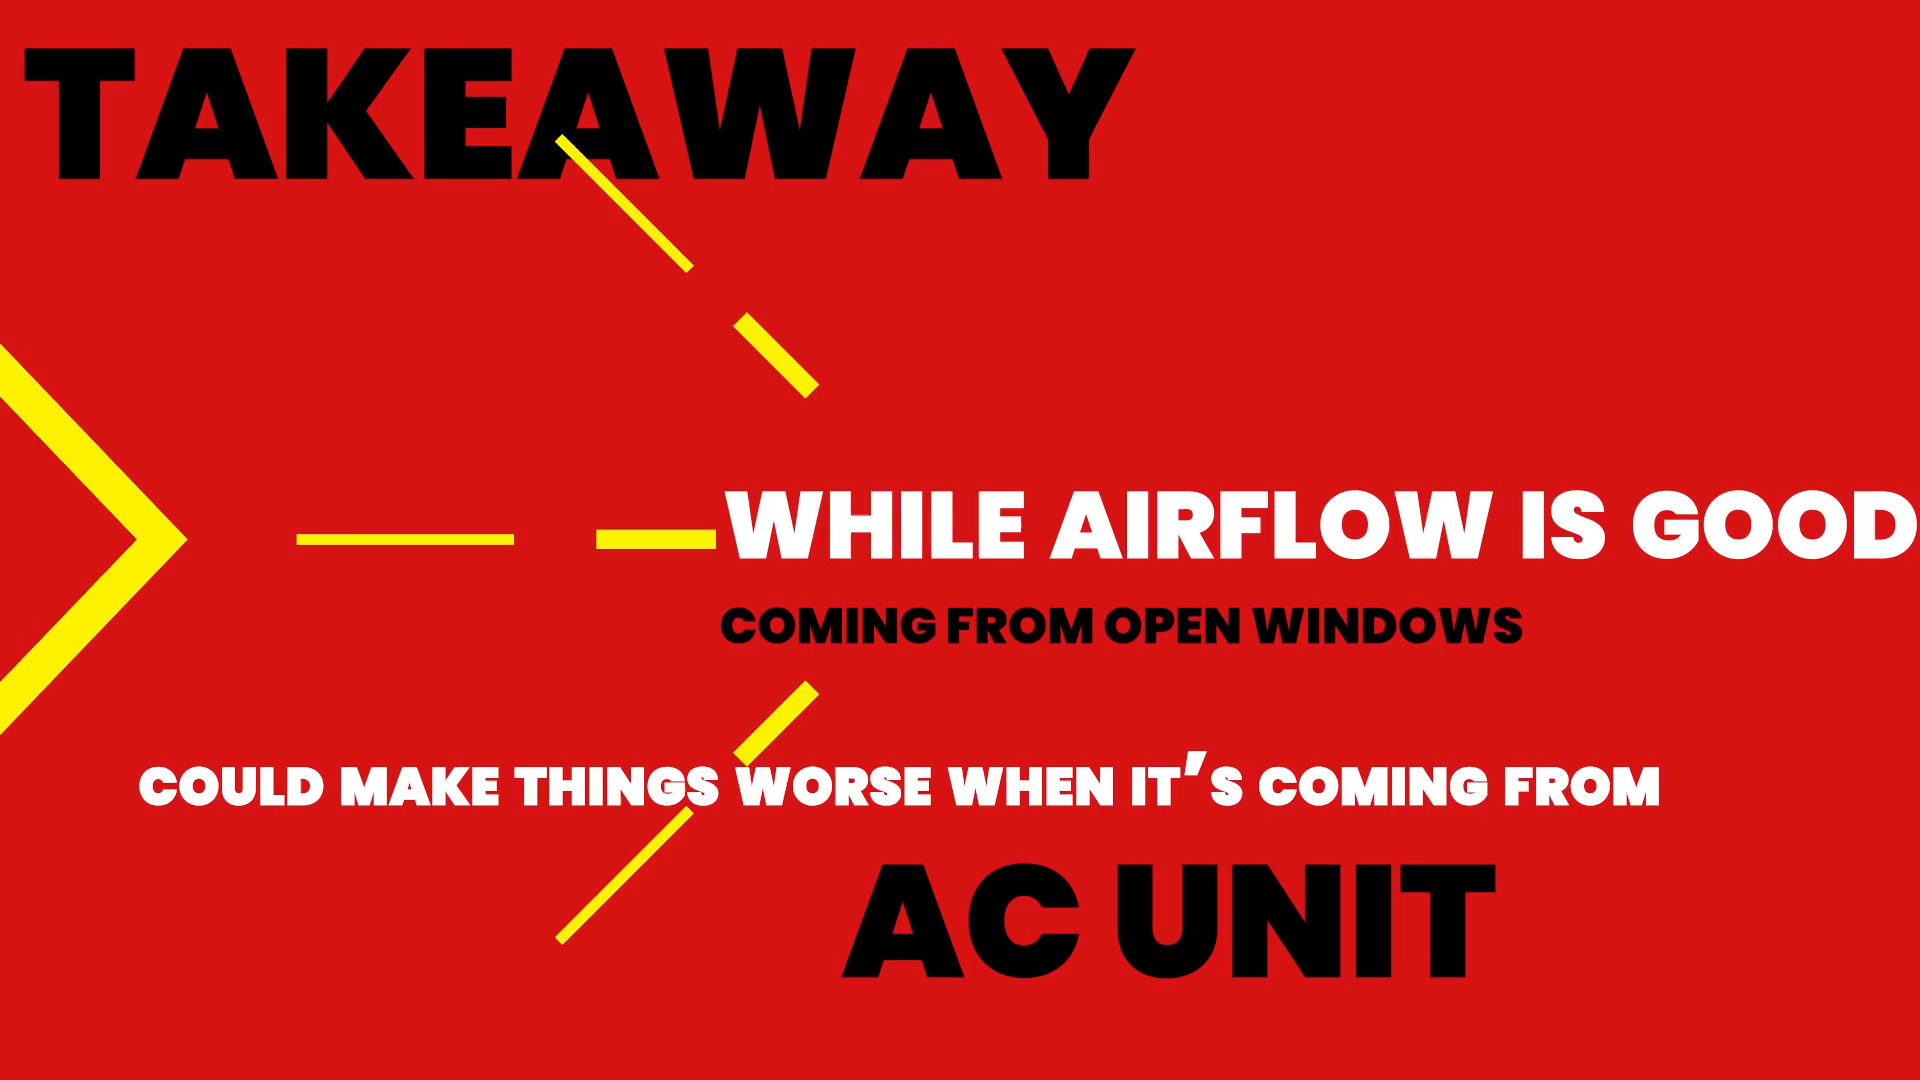 TAKEAWAY
WHILE AIRFLOW IS GOOD
COMING FROM OPEN WINDOWS
COULD MAKE THINGS WORSE WHEN IT'S COMING FROM
AC UNIT